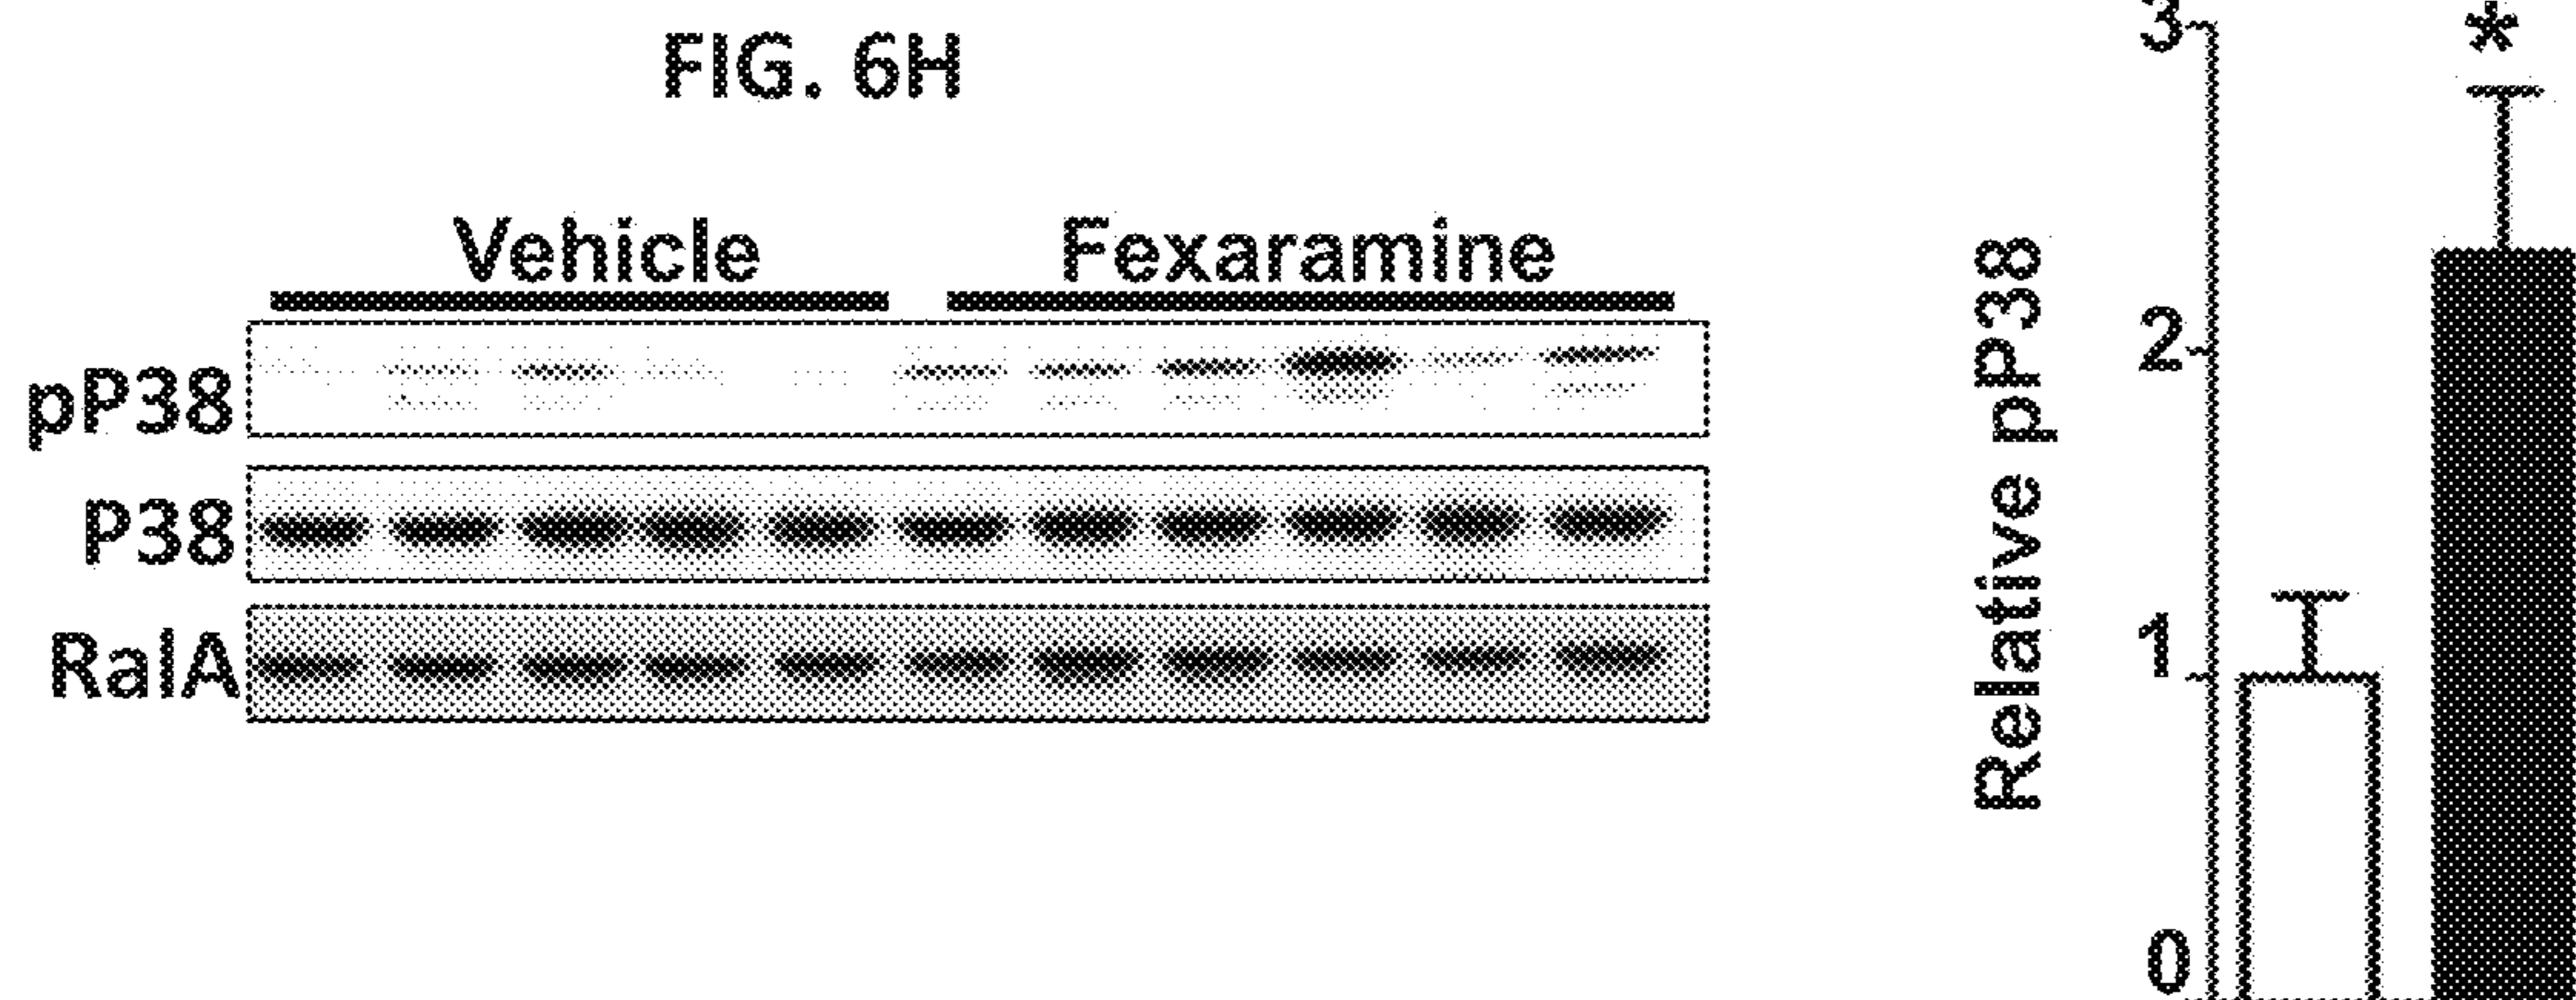 FIG. 6H
Vehicle Fexaramine
pP38
P38
RalA
Relative pP38
3
2
1
0
*